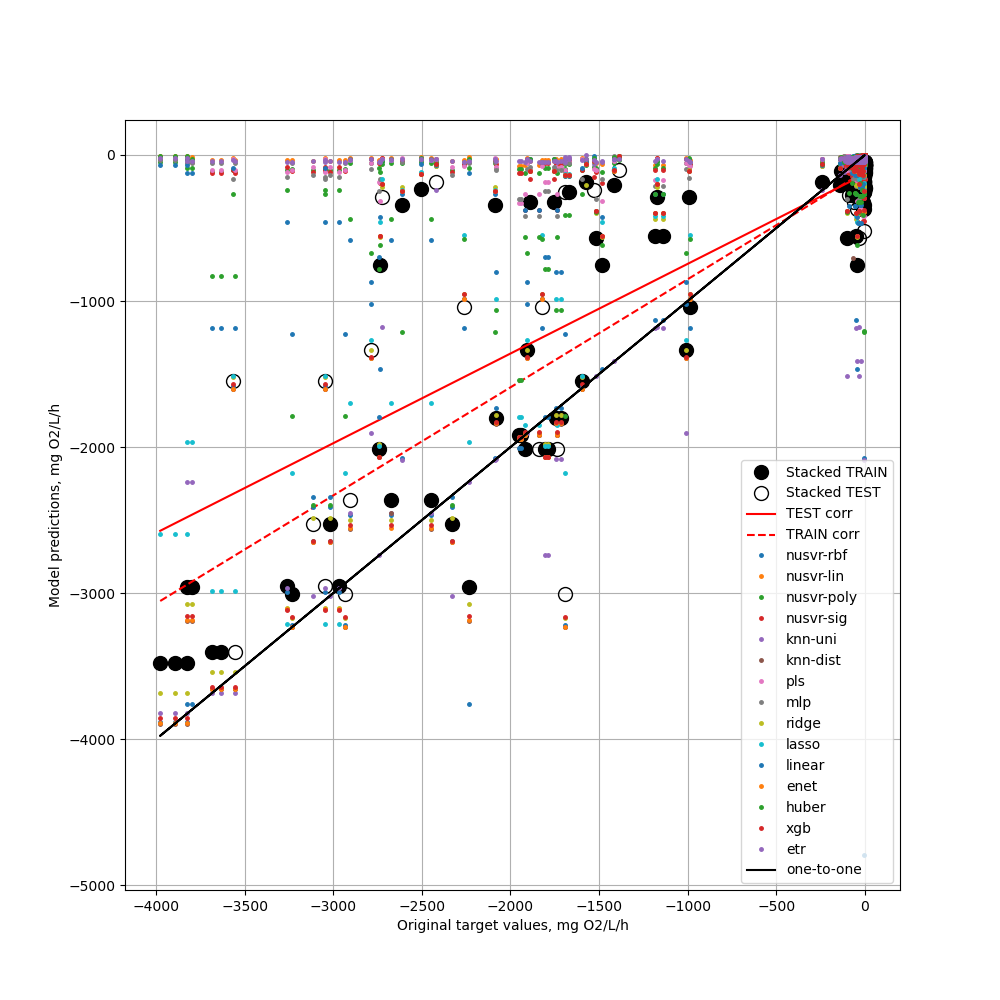 0
−1000
−2000
−3000
−4000
−5000
Model predictions, mg O2/L/h
−4000
−3500
−3000
−2500
−2000
−1500
−1000
−500
0
Original target values, mg O2/L/h
Stacked TRAIN
Stacked TEST
TEST corr
TRAIN corr
nusvr-rbf
nusvr-lin
nusvr-poly
nusvr-sig
knn-uni
knn-dist
pls
mlp
ridge
lasso
linear
enet
huber
xgb
etr
one-to-one